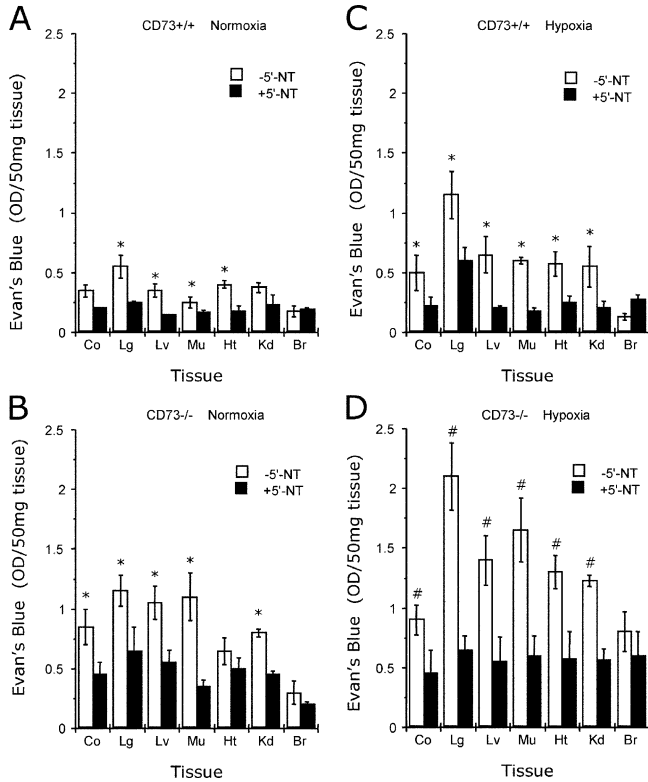 A
CD73+/+ Normoxia
-5'-NT
+5'-NT
Evan's Blue (OD/50mg tissue)
2.5
2
1.5
1
0.5
0
* * * *
Co Lg Lv Mu Ht Kd Br
Tissue
C
CD73+/+ Hypoxia
-5'-NT
+5'-NT
Evan's Blue (OD/50mg tissue)
2.5
2
1.5
1
0.5
0
* * * * * *
Co Lg Lv Mu Ht Kd Br
Tissue
B
CD73-/- Normoxia
-5'-NT
+5'-NT
Evan's Blue (OD/50mg tissue)
2.5
2
1.5
1
0.5
0
* * * * *
Co Lg Lv Mu Ht Kd Br
Tissue
D
CD73-/- Hypoxia
-5'-NT
+5'-NT
Evan's Blue (OD/50mg tissue)
2.5
2
1.5
1
0.5
0
# # # # # #
Co Lg Lv Mu Ht Kd Br
Tissue